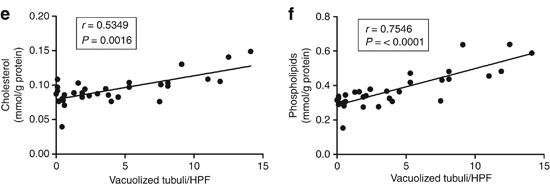 e
r = 0.5349
P = 0.0016
Cholesterol
(mmol/g protein)
0.20
0.15
0.10
0.05
0.00
0
5
10
15
Vacuolized tubuli/HPF
f
r = 0.7546
P = < 0.0001
Phospholipids
(mmol/g protein)
0.8
0.6
0.4
0.2
0.0
0
5
10
15
Vacuolized tubuli/HPF